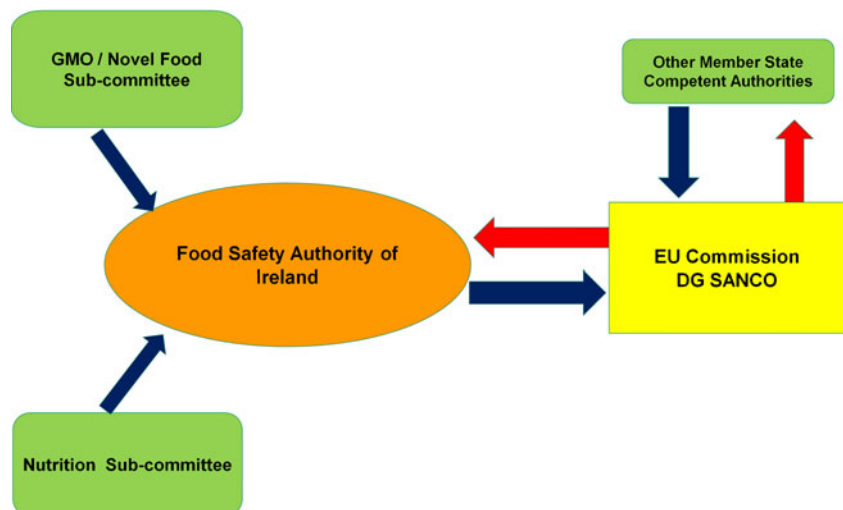 GMO / Novel Food
Sub-committee
Other Member State
Competent Authorities
Food Safety Authority of
Ireland
EU Commission
DG SANCO
Nutrition Sub-committee